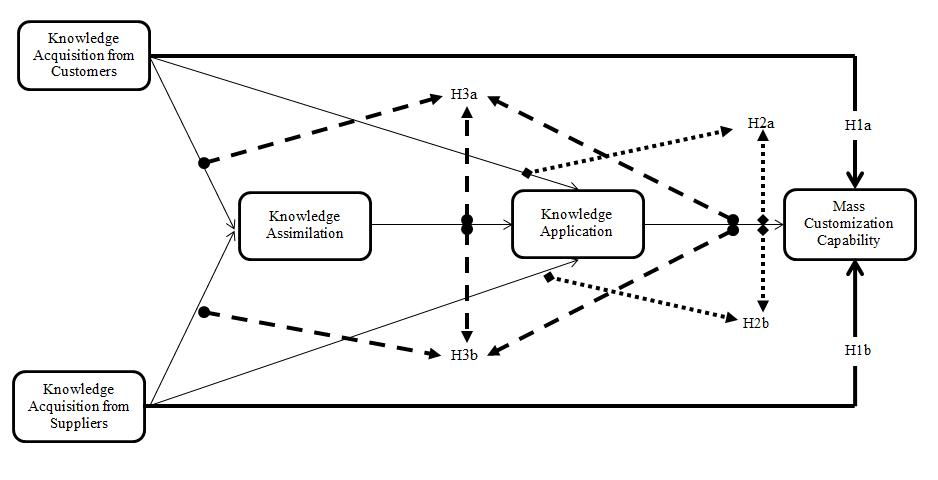 Knowledge
Acquisition from
Customers
H3a
H2a
H1a
Knowledge
Assimilation
Knowledge
Application
Mass
Customization
Capability
H3b
H2b
H1b
Knowledge
Acquisition from
Suppliers